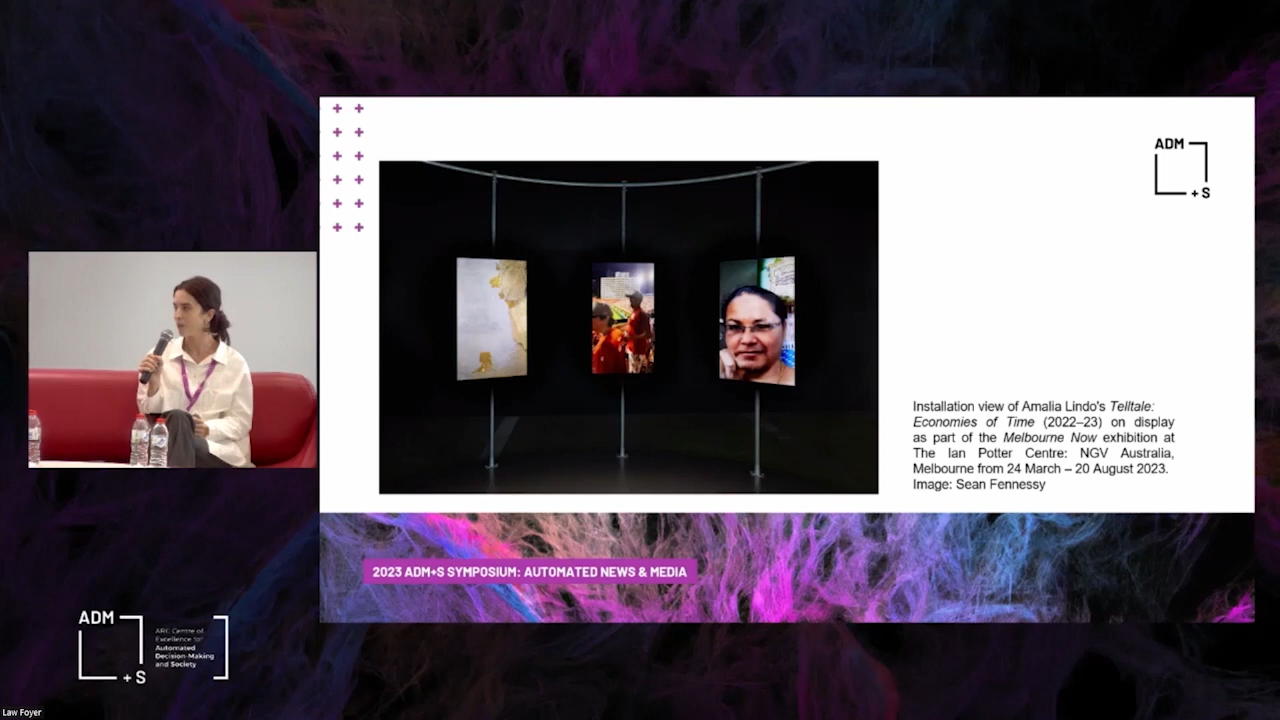 ADM
+ S
Installation view of Amalia Lindo's Telltale:
Economies of Time (2022–23) on display
as part of the Melbourne Now exhibition at
The Ian Potter Centre: NGV Australia,
Melbourne from 24 March – 20 August 2023.
Image: Sean Fennessy
2023 ADM+S SYMPOSIUM: AUTOMATED NEWS & MEDIA
ADM
+ S
ARC Centre of
Excellence for
Automated
Decision-Making
and Society
Law Foyer